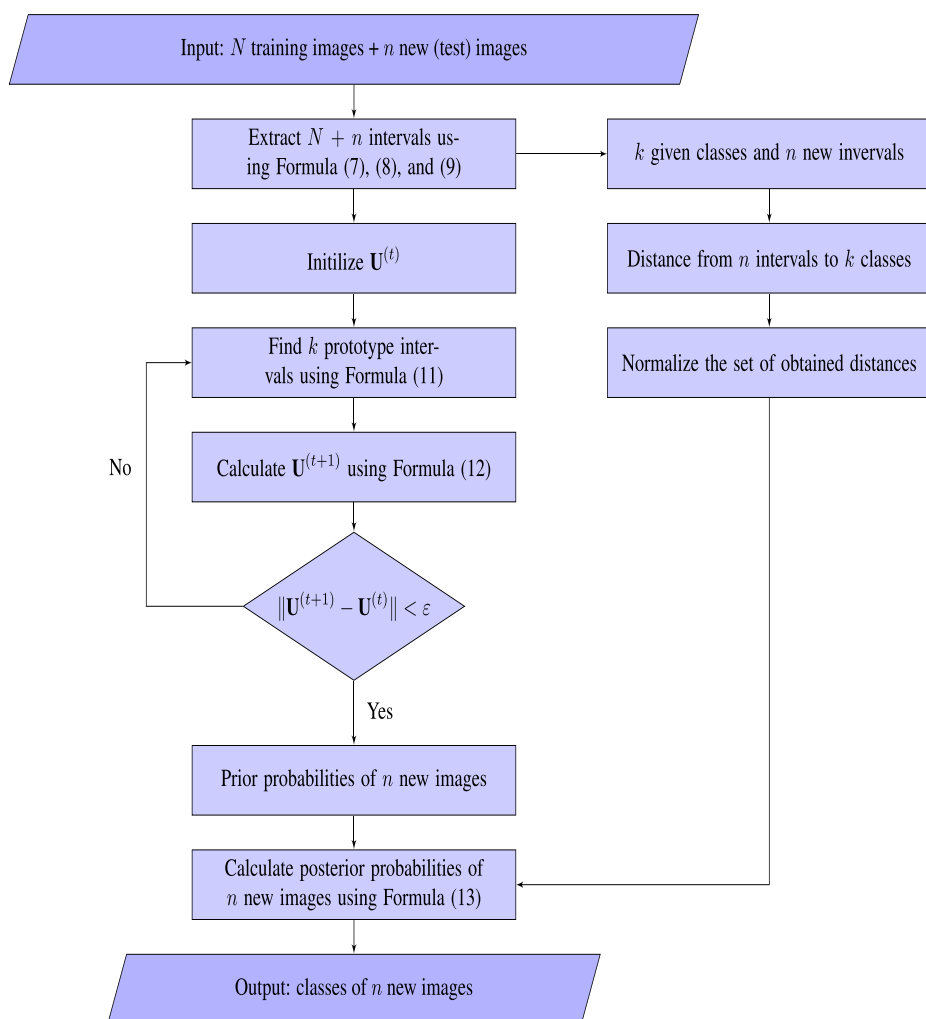 Input: N training images + n new (test) images
Extract N + n intervals us-
ing Formula (7), (8), and (9)
k given classes and n new invervals
Initilize U^(t)
Distance from n intervals to k classes
Find k prototype inter-
vals using Formula (11)
Normalize the set of obtained distances
No
Calculate U^(t+1) using Formula (12)
‖U^(t+1) – U^(t)‖ < ε
Yes
Prior probabilities of n new images
Calculate posterior probabilities of
n new images using Formula (13)
Output: classes of n new images